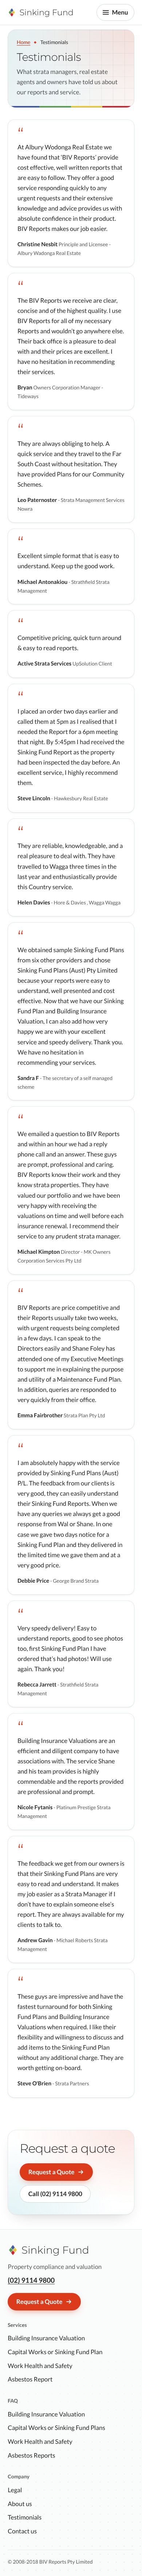 Sinking Fund
Menu
Home • Testimonials
Testimonials
What strata managers, real estate
agents and owners have told us about
our reports and service.
“
At Albury Wodonga Real Estate we
have found that 'BIV Reports' provide
cost effective, well written reports that
are easy to follow. They offer a good
service responding quickly to any
urgent requests and their extensive
knowledge and advice provides us with
absolute confidence in their product.
BIV Reports makes our job easier.
Christine Nesbit Principle and Licensee -
Albury Wodonga Real Estate
“
The BIV Reports we receive are clear,
concise and of the highest quality. I use
BIV Reports for all of my necessary
Reports and wouldn't go anywhere else.
Their back office is a pleasure to deal
with and their prices are excellent, I
have no hesitation in recommending
their services.
Bryan Owners Corporation Manager -
Tideways
“
They are always obliging to help. A
quick service and they travel to the Far
South Coast without hesitation. They
have provided Plans for our Community
Schemes.
Leo Paternoster - Strata Management Services
Nowra
“
Excellent simple format that is easy to
understand. Keep up the good work.
Michael Antonakiou - Strathfield Strata
Management
“
Competitive pricing, quick turn around
& easy to read reports.
Active Strata Services UpSolution Client
“
I placed an order two days earlier and
called them at 5pm as I realised that I
needed the Report for a 6pm meeting
that night. By 5:45pm I had received the
Sinking Fund Report as the property
had been inspected the day before. An
excellent service, I highly recommend
them.
Steve Lincoln - Hawkesbury Real Estate
“
They are reliable, knowledgeable, and a
real pleasure to deal with. They have
travelled to Wagga three times in the
last year and enthusiastically provide
this Country service.
Helen Davies - Hore & Davies , Wagga Wagga
“
We obtained sample Sinking Fund Plans
from six other providers and chose
Sinking Fund Plans (Aust) Pty Limited
because your reports were easy to
understand, well presented and cost
effective. Now that we have our Sinking
Fund Plan and Building Insurance
Valuation, I can also add how very
happy we are with your excellent
service and speedy delivery. Thank you.
We have no hesitation in
recommending your services.
Sandra F - The secretary of a self managed
scheme
“
We emailed a question to BIV Reports
and within an hour we had a reply
phone call and an answer. These guys
are prompt, professional and caring.
BIV Reports know their work and they
know strata properties. They have
valued our portfolio and we have been
very happy with receiving the
valuations on time and well before each
insurance renewal. I recommend their
service to any prudent strata manager.
Michael Kimpton Director - MK Owners
Corporation Services Pty Ltd
“
BIV Reports are price competitive and
their Reports usually take two weeks,
with urgent requests being completed
in a few days. I can speak to the
Directors easily and Shane Foley has
attended one of my Executive Meetings
to support me in explaining the purpose
and utility of a Maintenance Fund Plan.
In addition, queries are responded to
very quickly from their office.
Emma Fairbrother Strata Plan Pty Ltd
“
I am absolutely happy with the service
provided by Sinking Fund Plans (Aust)
P/L. The feedback from our clients is
very good, they can easily understand
their Sinking Fund Reports. When we
have any queries we always get a good
response from Wal or Shane. In one
case we gave two days notice for a
Sinking Fund Plan and they delivered in
the limited time we gave them and at a
very good price.
Debbie Price - George Brand Strata
“
Very speedy delivery! Easy to
understand reports, good to see photos
too, first Sinking Fund Plan I have
ordered that's had photos! Will use
again. Thank you!
Rebecca Jarrett - Strathfield Strata
Management
“
Building Insurance Valuations are an
efficient and diligent company to have
associations with. The service Shane
and his team provides is highly
commendable and the reports provided
are professional and prompt.
Nicole Fytanis - Platinum Prestige Strata
Management
“
The feedback we get from our owners is
that their Sinking Fund Plans are very
easy to read and understand. It makes
my job easier as a Strata Manager if I
don't have to explain someone else's
report. They are always available for my
clients to talk to.
Andrew Gavin - Michael Roberts Strata
Management
“
These guys are impressive and have the
fastest turnaround for both Sinking
Fund Plans and Building Insurance
Valuations when required. I like their
flexibility and willingness to discuss and
add items to the Sinking Fund Plan
without any additional charge. They are
worth getting on-board.
Steve O'Brien - Strata Partners
Request a quote
Request a Quote →
Call (02) 9114 9800
Sinking Fund
Property compliance and valuation
(02) 9114 9800
Request a Quote →
Services
Building Insurance Valuation
Capital Works or Sinking Fund Plan
Work Health and Safety
Asbestos Report
FAQ
Building Insurance Valuation
Capital Works or Sinking Fund Plans
Work Health and Safety
Asbestos Reports
Company
Legal
About us
Testimonials
Contact us
© 2008-2018 BIV Reports Pty Limited